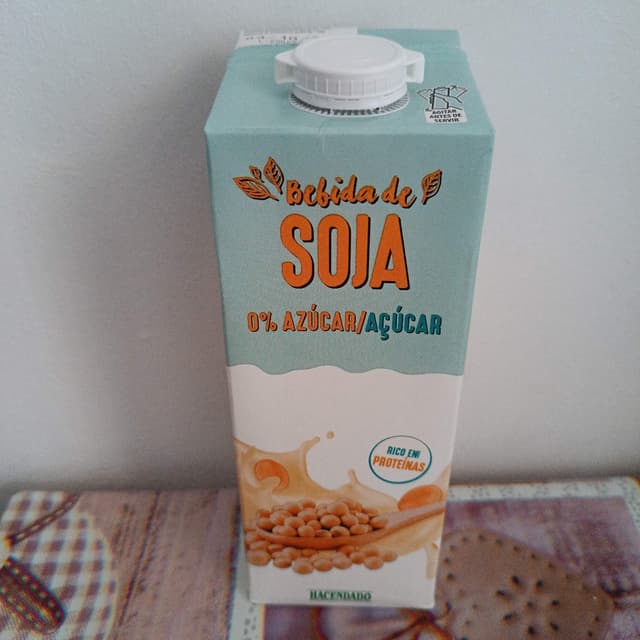 AGITAR
ANTES DE
SERVIR
Bebida de
SOJA
0% AZÚCAR/AÇÚCAR
RICO EN
PROTEÍNAS
HACENDADO